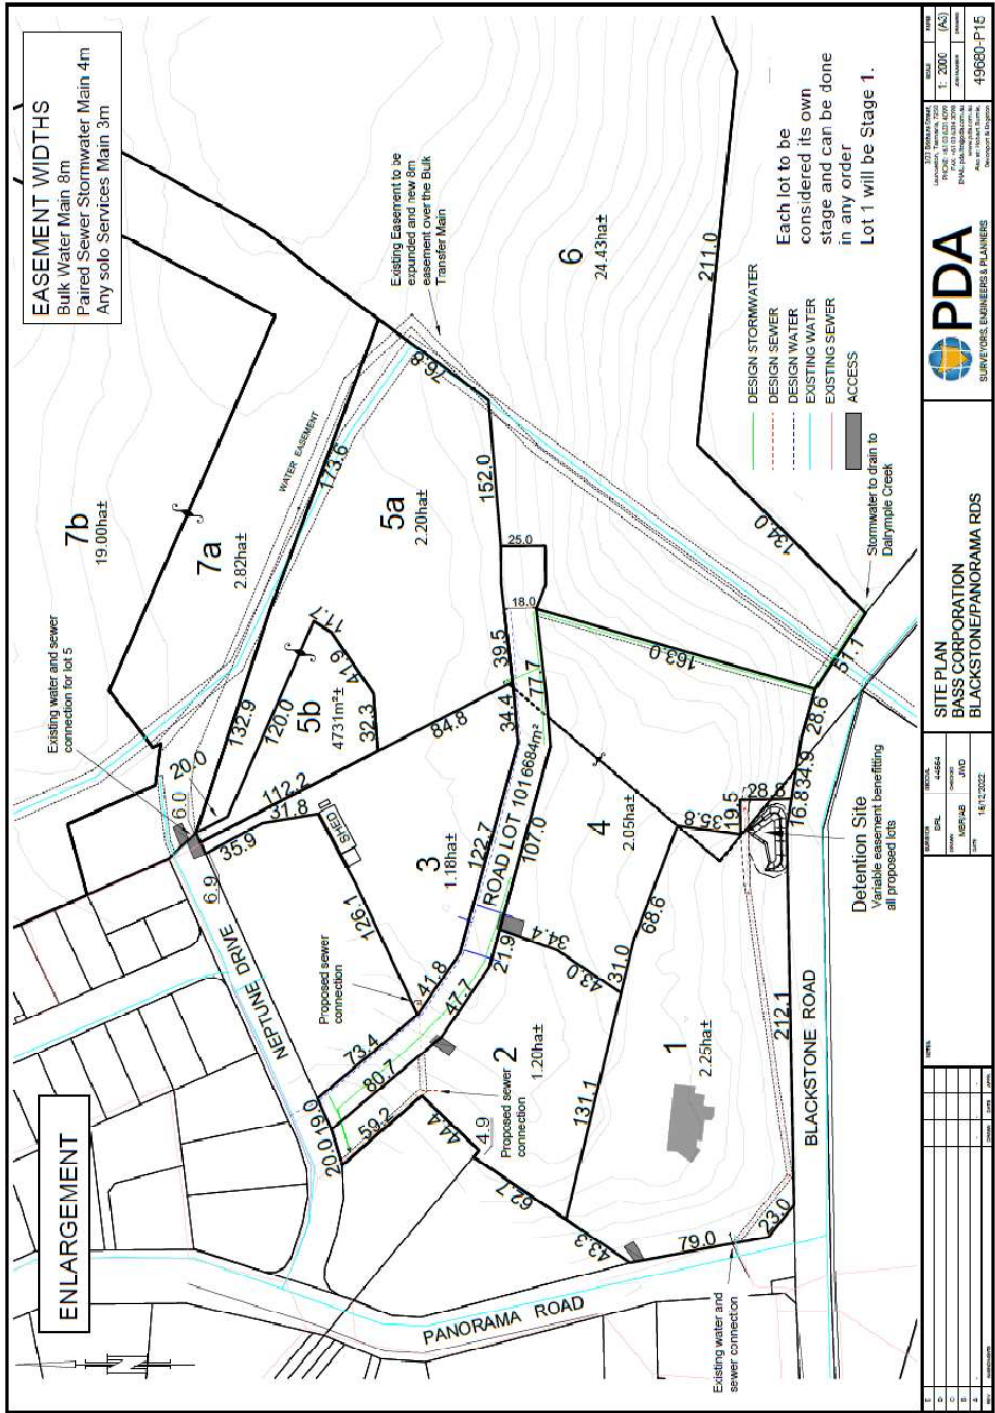 ENLARGEMENT
EASEMENT WIDTHS
Bulk Water Main 8m
Paired Sewer Stormwater Main 4m
Any solo Services Main 3m
PANORAMA ROAD
NEPTUNE DRIVE
BLACKSTONE ROAD
ROAD LOT 101 6684m²
Existing water and sewer
connection for lot 5
Proposed sewer
connection
Proposed sewer
connection
Existing water and
sewer connection
WATER EASEMENT
Existing Easement to be
expunded and new 8m
easement over the Bulk
Transfer Main
7b
19.00ha±
7a
2.82ha±
5b
4731m²±
5a
2.20ha±
6
24.43ha±
3
1.18ha±
SHED
2
1.20ha±
4
2.05ha±
1
2.25ha±
20.0
6.0
6.9
35.9
31.8
112.2
132.9
120.0
11.7
41.9
32.3
84.8
173.6
76.8
152.0
25.0
18.0
39.5
34.4
77.7
122.7
107.0
126.1
41.8
73.4
80.7
47.7
21.9
19.0
20.0
59.2
44.4
4.9
62.7
43.3
79.0
23.0
131.1
31.0
43.0
34.4
68.6
35.8
19.5
28.8
16.8
34.9
28.6
51.1
163.0
134.0
211.0
212.1
Detention Site
Variable easement benefitting
all proposed lots
Stormwater to drain to
Dalrymple Creek
DESIGN STORMWATER
DESIGN SEWER
DESIGN WATER
EXISTING WATER
EXISTING SEWER
ACCESS
Each lot to be
considered its own
stage and can be done
in any order
Lot 1 will be Stage 1.
SITE PLAN
BASS CORPORATION
BLACKSTONE/PANORAMA RDS
PDA
SURVEYORS, ENGINEERS & PLANNERS
1: 2000 (A3)
49680-P15